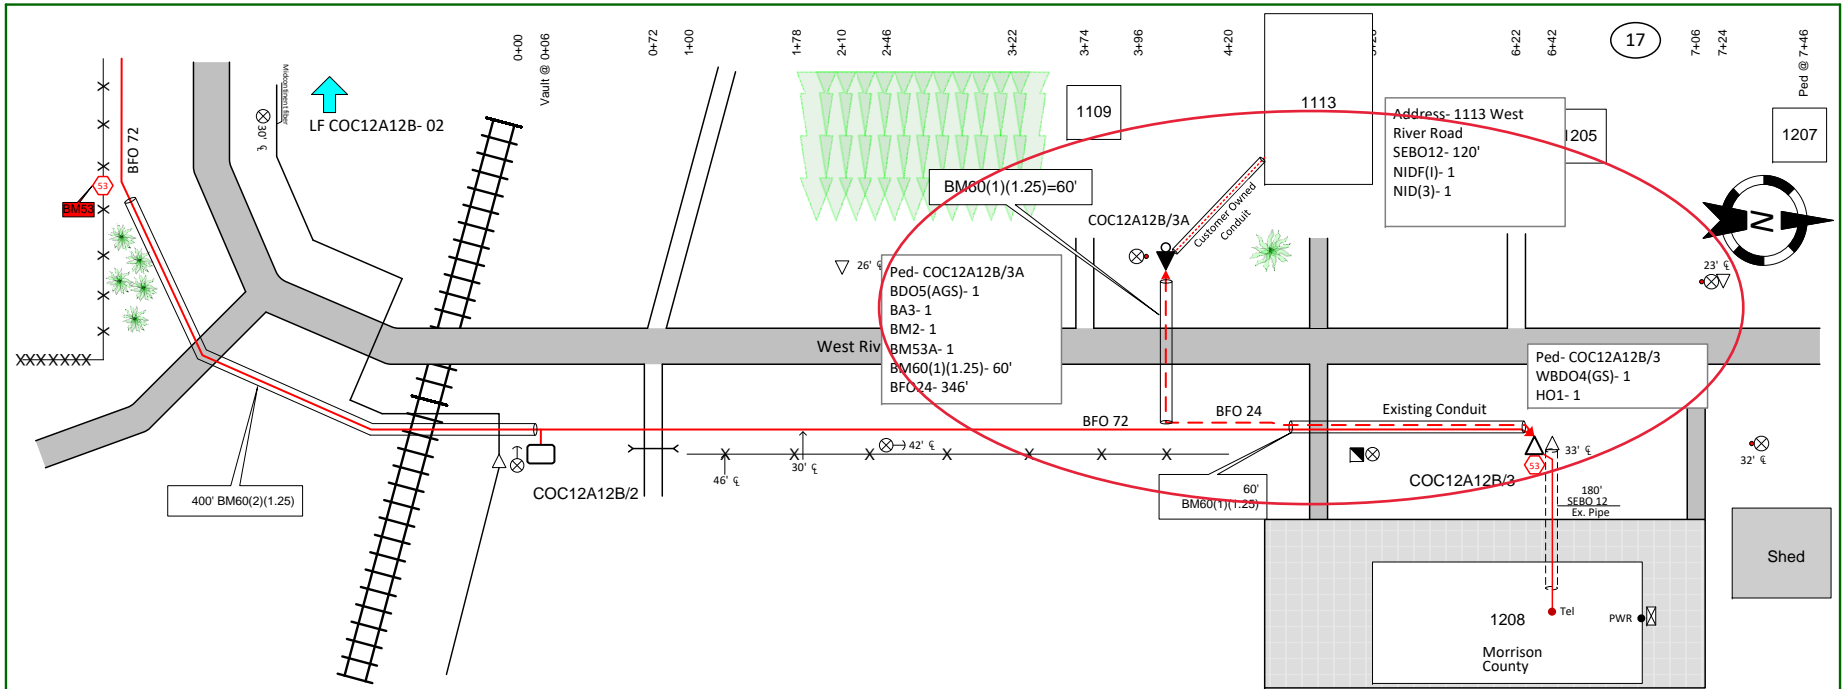 0+00
Vault @ 0+06
0+72
1+00
1+78
2+10
2+46
3+22
3+74
3+96
4+20
6+22
6+42
17
7+06
7+24
Ped @ 7+46
BFO 72
Midcontinent fiber
30' ℄
LF COC12A12B- 02
53
BM53
1109
1113
Address- 1113 West
River Road
SEBO12- 120'
NIDF(I)- 1
NID(3)- 1
1205
1207
BM60(1)(1.25)=60'
COC12A12B/3A
Customer Owned
Conduit
N
26' ℄
23' ℄
Ped- COC12A12B/3A
BDO5(AGS)- 1
BA3- 1
BM2- 1
BM53A- 1
BM60(1)(1.25)- 60'
BFO24- 346'
West Riv
Ped- COC12A12B/3
WBDO4(GS)- 1
HO1- 1
XXXXXXX
BFO 72
BFO 24
Existing Conduit
42' ℄
30' ℄
46' ℄
33' ℄
32' ℄
53
COC12A12B/2
COC12A12B/3
400' BM60(2)(1.25)
60'
BM60(1)(1.25)
180'
SEBO 12
Ex. Pipe
Shed
Tel
1208
PWR
Morrison
County